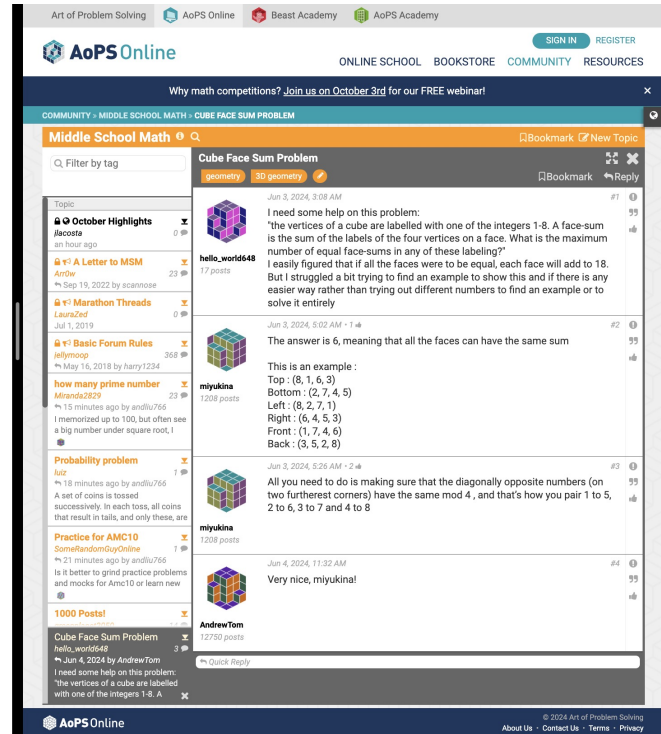 Art of Problem Solving
AoPS Online
Beast Academy
AoPS Academy
AoPS Online
SIGN IN
REGISTER
ONLINE SCHOOL
BOOKSTORE
COMMUNITY
RESOURCES
Why math competitions? Join us on October 3rd for our FREE webinar!
COMMUNITY » MIDDLE SCHOOL MATH » CUBE FACE SUM PROBLEM
Middle School Math
Bookmark
New Topic
Filter by tag
Topic
October Highlights
jlacosta
0
an hour ago
A Letter to MSM
Arr0w
23
Sep 19, 2022 by scannose
Marathon Threads
LauraZed
0
Jul 1, 2019
Basic Forum Rules
jellymoop
368
May 16, 2018 by harry1234
how many prime number
Miranda2829
23
15 minutes ago by andliu766
I memorized up to 100, but often see
a big number under square root, I
Probability problem
luiz
1
18 minutes ago by andliu766
A set of coins is tossed
successively. In each toss, all coins
that result in tails, and only these, are
Practice for AMC10
SomeRandomGuyOnline
1
21 minutes ago by andliu766
Is it better to grind practice problems
and mocks for Amc10 or learn new
1000 Posts!
Cube Face Sum Problem
hello_world648
3
Jun 4, 2024 by AndrewTom
I need some help on this problem:
"the vertices of a cube are labelled
with one of the integers 1-8. A
Cube Face Sum Problem
geometry
3D geometry
Bookmark
Reply
Jun 3, 2024, 3:08 AM
#1
hello_world648
17 posts
I need some help on this problem:
"the vertices of a cube are labelled with one of the integers 1-8. A face-sum
is the sum of the labels of the four vertices on a face. What is the maximum
number of equal face-sums in any of these labeling?"
I easily figured that if all the faces were to be equal, each face will add to 18.
But I struggled a bit trying to find an example to show this and if there is any
easier way rather than trying out different numbers to find an example or to
solve it entirely
Jun 3, 2024, 5:02 AM • 1
#2
miyukina
1208 posts
The answer is 6, meaning that all the faces can have the same sum
This is an example :
Top : (8, 1, 6, 3)
Bottom : (2, 7, 4, 5)
Left : (8, 2, 7, 1)
Right : (6, 4, 5, 3)
Front : (1, 7, 4, 6)
Back : (3, 5, 2, 8)
Jun 3, 2024, 5:26 AM • 2
#3
miyukina
1208 posts
All you need to do is making sure that the diagonally opposite numbers (on
two furtherest corners) have the same mod 4 , and that's how you pair 1 to 5,
2 to 6, 3 to 7 and 4 to 8
Jun 4, 2024, 11:32 AM
#4
AndrewTom
12750 posts
Very nice, miyukina!
Quick Reply
AoPS Online
© 2024 Art of Problem Solving
About Us • Contact Us • Terms • Privacy